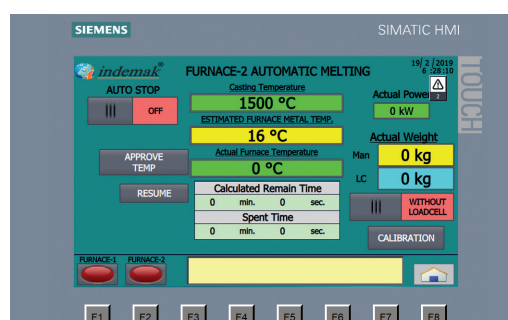 SIEMENS
SIMATIC HMI
TOUCH
indemak®
FURNACE-2 AUTOMATIC MELTING
19/ 2 /2019
6 :28:10
AUTO STOP
OFF
Casting Temperature
1500 °C
ESTIMATED FURNACE METAL TEMP.
16 °C
Actual Furnace Temperature
0 °C
Actual Power
2
0 kW
Actual Weight
Man
0 kg
LC
0 kg
APPROVE
TEMP
RESUME
Calculated Remain Time
0 min. 0 sec.
Spent Time
0 min. 0 sec.
WITHOUT
LOADCELL
CALIBRATION
FURNACE-1 FURNACE-2
F1 F2 F3 F4 F5 F6 F7 F8